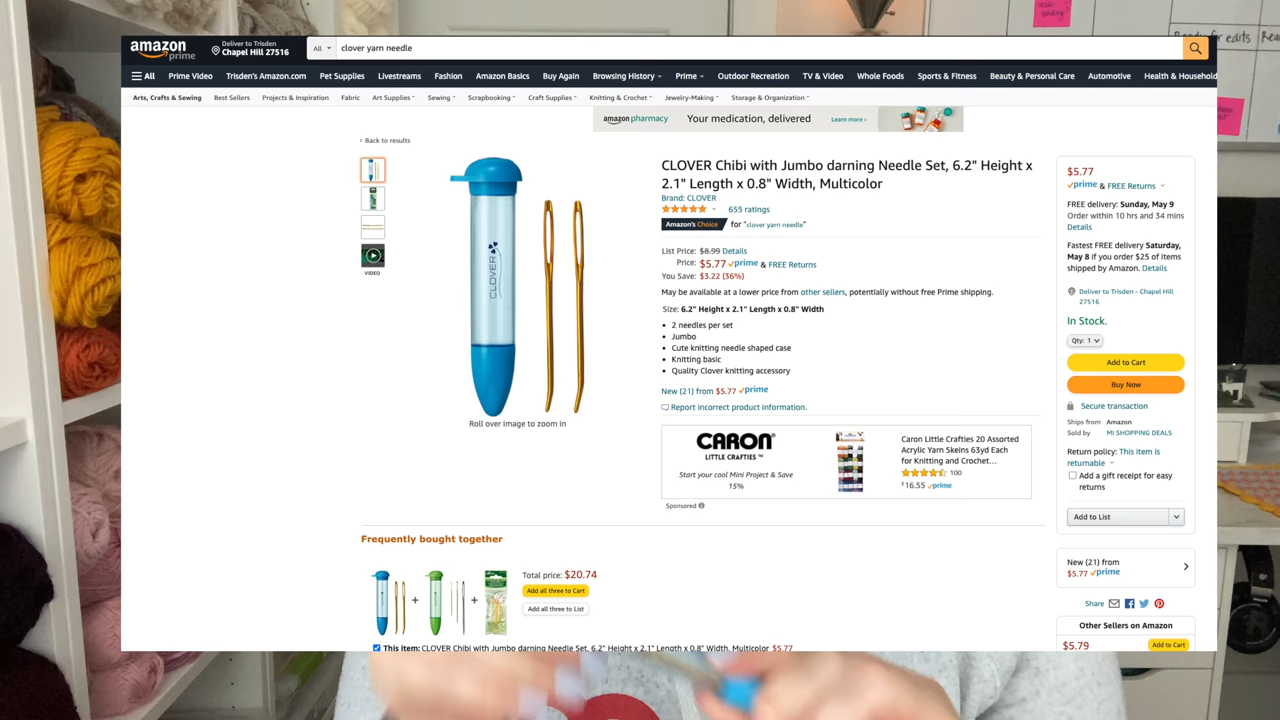 amazon
prime
Deliver to Trisden
Chapel Hill 27516
All
clover yarn needle
All Prime Video Trisden's Amazon.com Pet Supplies Livestreams Fashion Amazon Basics Buy Again Browsing History Prime Outdoor Recreation TV & Video Whole Foods Sports & Fitness Beauty & Personal Care Automotive Health & Household
Arts, Crafts & Sewing Best Sellers Projects & Inspiration Fabric Art Supplies Sewing Scrapbooking Craft Supplies Knitting & Crochet Jewelry-Making Storage & Organization
amazon pharmacy Your medication, delivered Learn more ›
‹ Back to results
VIDEO
CLOVER
Roll over image to zoom in
CLOVER Chibi with Jumbo darning Needle Set, 6.2" Height x
2.1" Length x 0.8" Width, Multicolor
Brand: CLOVER
655 ratings
Amazon's Choice for "clover yarn needle"
List Price: $8.99 Details
Price: $5.77 prime & FREE Returns
You Save: $3.22 (36%)
May be available at a lower price from other sellers, potentially without free Prime shipping.
Size: 6.2" Height x 2.1" Length x 0.8" Width
• 2 needles per set
• Jumbo
• Cute knitting needle shaped case
• Knitting basic
• Quality Clover knitting accessory
New (21) from $5.77 prime
Report incorrect product information.
CARON®
LITTLE CRAFTIES™
Start your cool Mini Project & Save
15%
Caron Little Crafties 20 Assorted
Acrylic Yarn Skeins 63yd Each
for Knitting and Crochet...
100
$16.55 prime
Sponsored
$5.77
prime & FREE Returns
FREE delivery: Sunday, May 9
Order within 10 hrs and 34 mins
Details
Fastest FREE delivery Saturday,
May 8 if you order $25 of items
shipped by Amazon. Details
Deliver to Trisden - Chapel Hill
27516
In Stock.
Qty: 1
Add to Cart
Buy Now
Secure transaction
Ships from Amazon
Sold by MI SHOPPING DEALS
Return policy: This item is
returnable
Add a gift receipt for easy
returns
Add to List
New (21) from
$5.77 prime
Share
Other Sellers on Amazon
$5.79 Add to Cart
Frequently bought together
+ +
Total price: $20.74
Add all three to Cart
Add all three to List
This item: CLOVER Chibi with Jumbo darning Needle Set, 6.2" Height x 2.1" Length x 0.8" Width, Multicolor $5.77